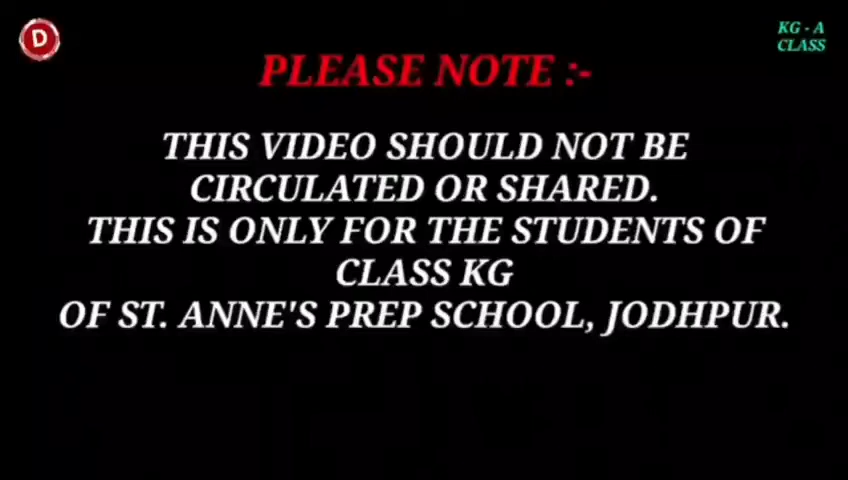 D
KG - A
CLASS
PLEASE NOTE :-
THIS VIDEO SHOULD NOT BE
CIRCULATED OR SHARED.
THIS IS ONLY FOR THE STUDENTS OF
CLASS KG
OF ST. ANNE'S PREP SCHOOL, JODHPUR.